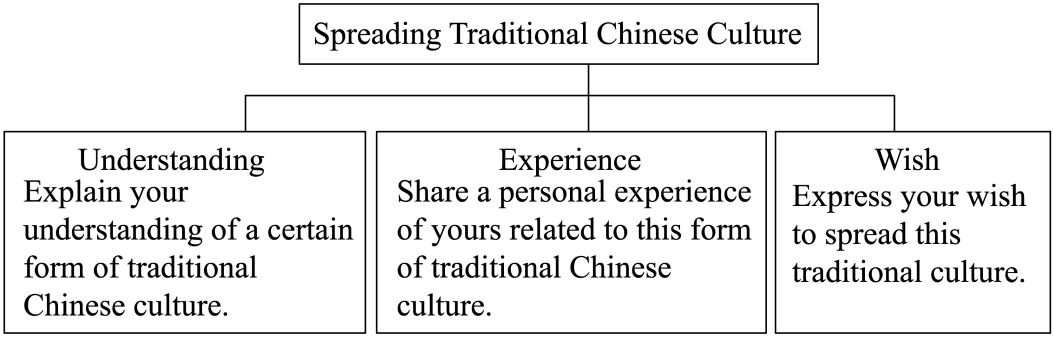 Spreading Traditional Chinese Culture
Understanding
Explain your
understanding of a certain
form of traditional
Chinese culture.
Experience
Share a personal experience
of yours related to this form
of traditional Chinese
culture.
Wish
Express your wish
to spread this
traditional culture.